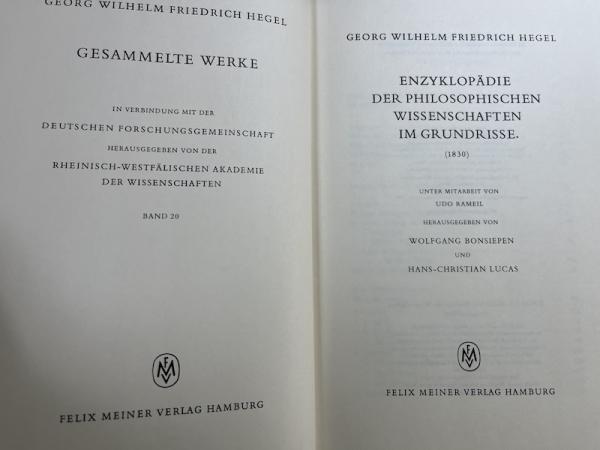 GEORG WILHELM FRIEDRICH HEGEL
GESAMMELTE WERKE
IN VERBINDUNG MIT DER
DEUTSCHEN FORSCHUNGSGEMEINSCHAFT
HERAUSGEGEBEN VON DER
RHEINISCH-WESTFÄLISCHEN AKADEMIE
DER WISSENSCHAFTEN
BAND 20
FMV
FELIX MEINER VERLAG HAMBURG
GEORG WILHELM FRIEDRICH HEGEL
ENZYKLOPÄDIE
DER PHILOSOPHISCHEN
WISSENSCHAFTEN
IM GRUNDRISSE.
(1830)
UNTER MITARBEIT VON
UDO RAMEIL
HERAUSGEGEBEN VON
WOLFGANG BONSIEPEN
UND
HANS-CHRISTIAN LUCAS
FMV
FELIX MEINER VERLAG HAMBURG